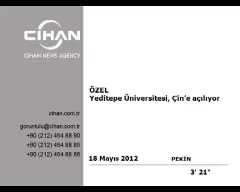 CİHAN
CİHAN NEWS AGENCY
cihan.com.tr
goruntulu@cihan.com.tr
+90 (212) 454 88 90
+90 (212) 454 88 85
+90 (212) 454 88 86
ÖZEL
Yeditepe Üniversitesi, Çin'e açılıyor
18 Mayıs 2012
PEKİN
3' 21"